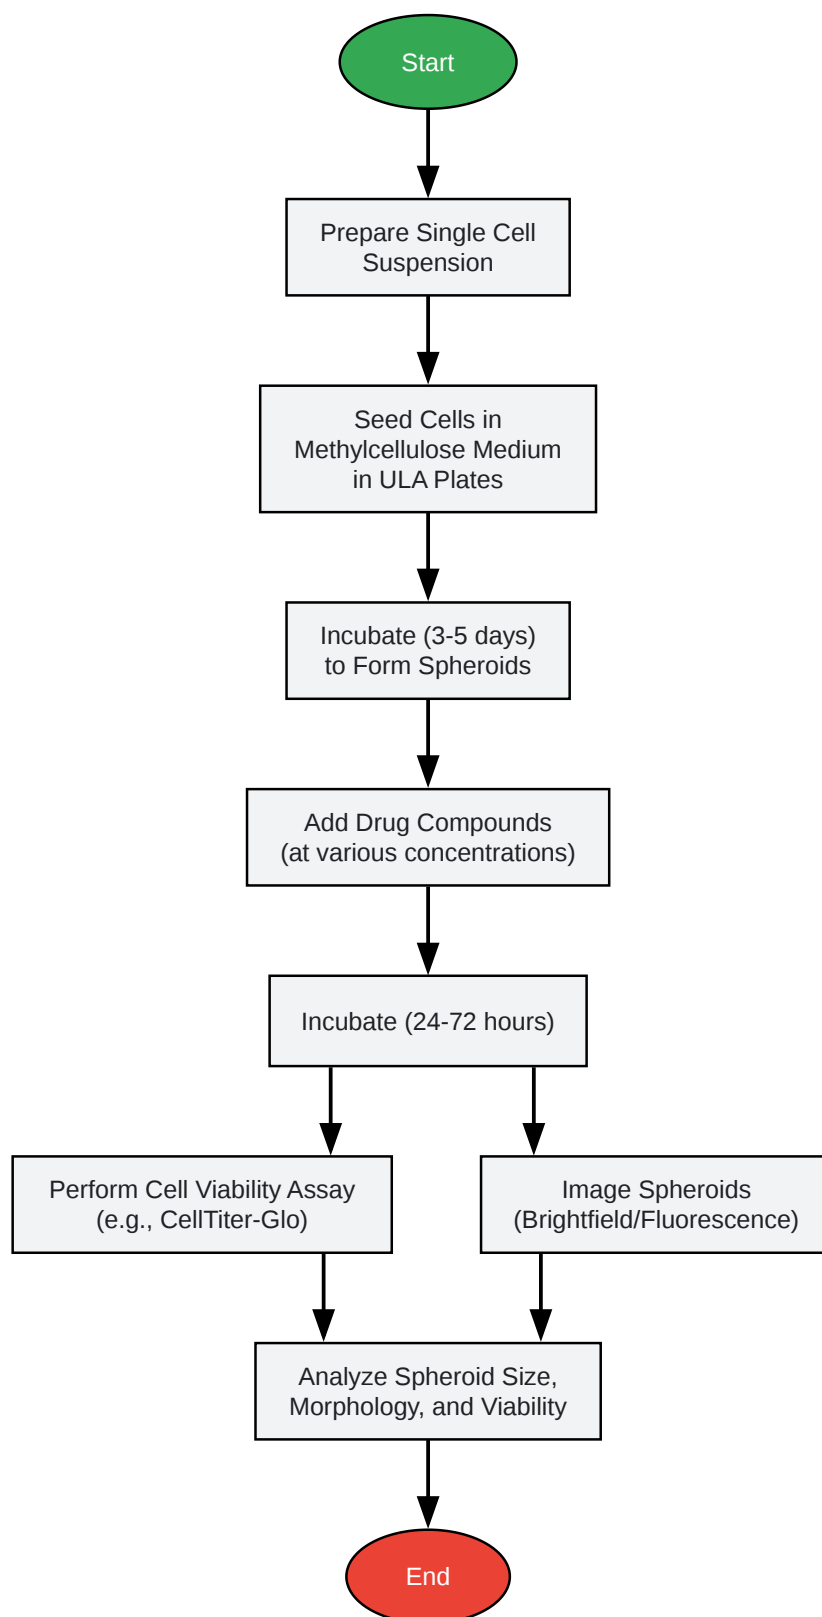 Start
Prepare Single Cell
Suspension
Seed Cells in
Methylcellulose Medium
in ULA Plates
Incubate (3-5 days)
to Form Spheroids
Add Drug Compounds
(at various concentrations)
Incubate (24-72 hours)
Perform Cell Viability Assay
(e.g., CellTiter-Glo)
Image Spheroids
(Brightfield/Fluorescence)
Analyze Spheroid Size,
Morphology, and Viability
End